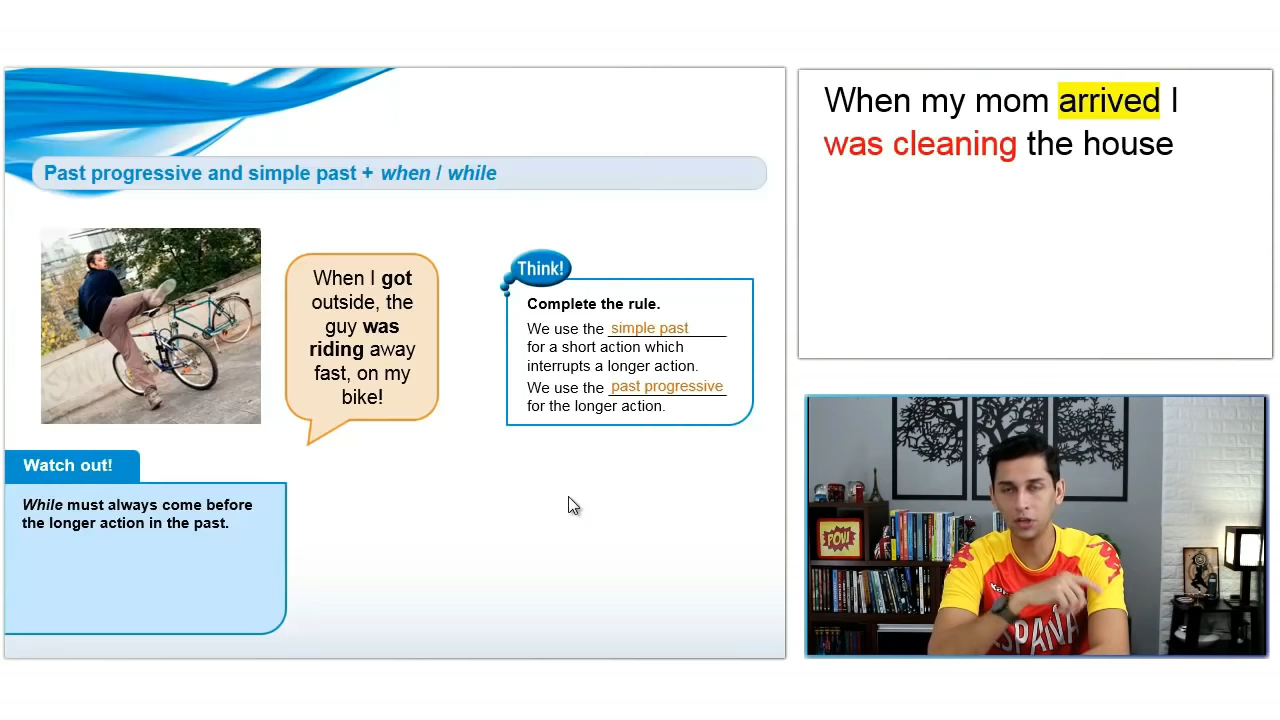 Past progressive and simple past + when / while
When I got
outside, the
guy was
riding away
fast, on my
bike!
Think!
Complete the rule.
We use the simple past
for a short action which
interrupts a longer action.
We use the past progressive
for the longer action.
Watch out!
While must always come before
the longer action in the past.
When my mom arrived I
was cleaning the house
POW!
ESPAÑA